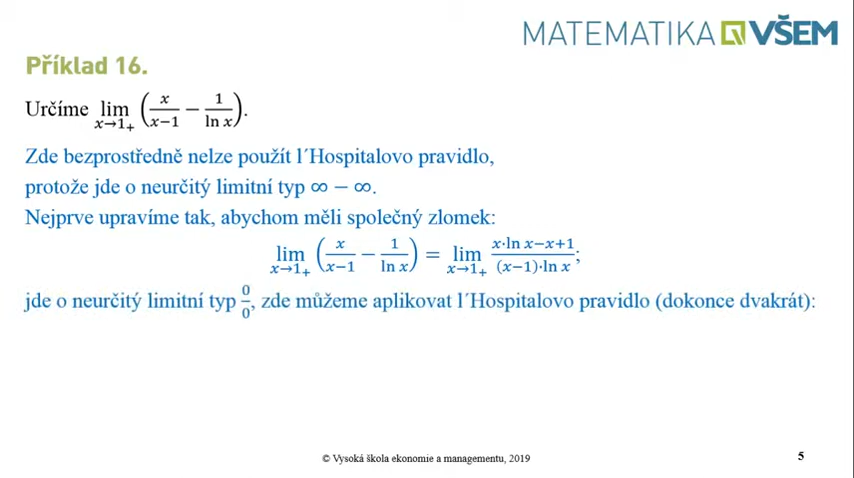 MATEMATIKA VŠEM
Příklad 16.
Určíme lim x→1₊ (x/(x−1) − 1/ln x).
Zde bezprostředně nelze použít l´Hospitalovo pravidlo,
protože jde o neurčitý limitní typ ∞ − ∞.
Nejprve upravíme tak, abychom měli společný zlomek:
lim x→1₊ (x/(x−1) − 1/ln x) = lim x→1₊ (x·ln x−x+1)/((x−1)·ln x);
jde o neurčitý limitní typ 0/0, zde můžeme aplikovat l´Hospitalovo pravidlo (dokonce dvakrát):
© Vysoká škola ekonomie a managementu, 2019
5